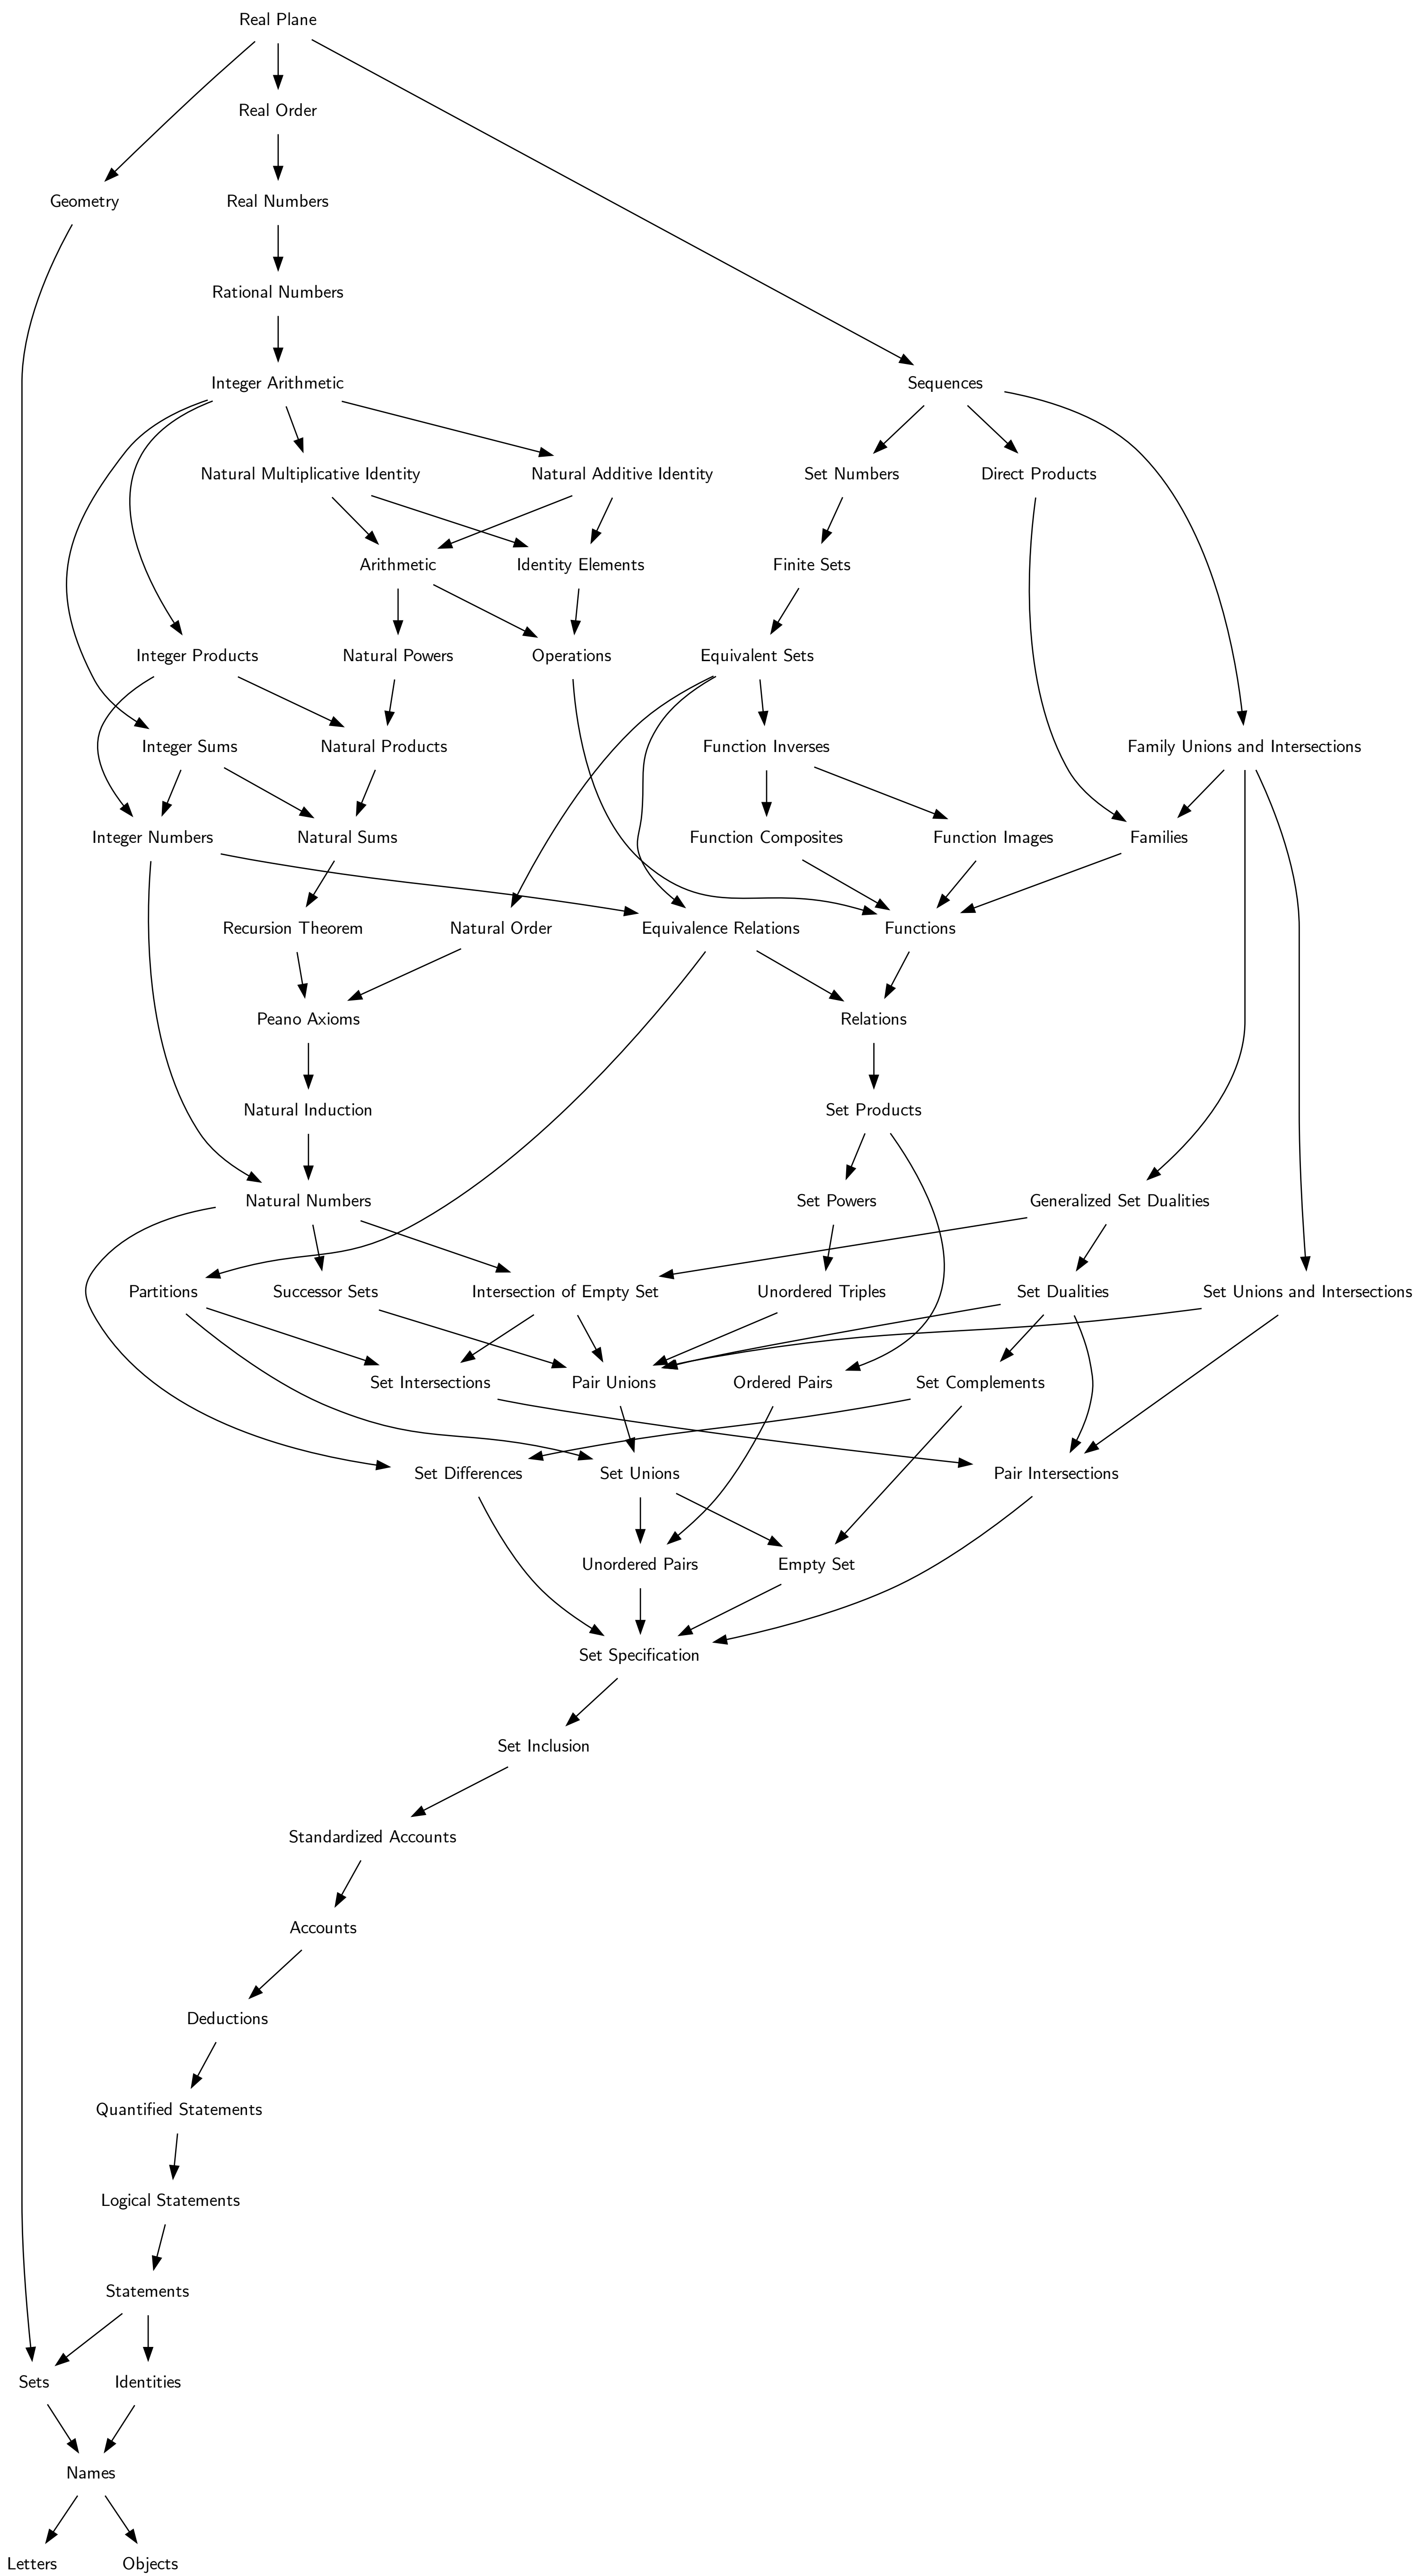 Real Plane
Real Order
Geometry
Real Numbers
Rational Numbers
Integer Arithmetic
Sequences
Natural Multiplicative Identity
Natural Additive Identity
Set Numbers
Direct Products
Arithmetic
Identity Elements
Finite Sets
Integer Products
Natural Powers
Operations
Equivalent Sets
Integer Sums
Natural Products
Function Inverses
Family Unions and Intersections
Integer Numbers
Natural Sums
Function Composites
Function Images
Families
Recursion Theorem
Natural Order
Equivalence Relations
Functions
Peano Axioms
Relations
Natural Induction
Set Products
Natural Numbers
Set Powers
Generalized Set Dualities
Partitions
Successor Sets
Intersection of Empty Set
Unordered Triples
Set Dualities
Set Unions and Intersections
Set Intersections
Pair Unions
Ordered Pairs
Set Complements
Set Differences
Set Unions
Pair Intersections
Unordered Pairs
Empty Set
Set Specification
Set Inclusion
Standardized Accounts
Accounts
Deductions
Quantified Statements
Logical Statements
Statements
Sets
Identities
Names
Letters
Objects